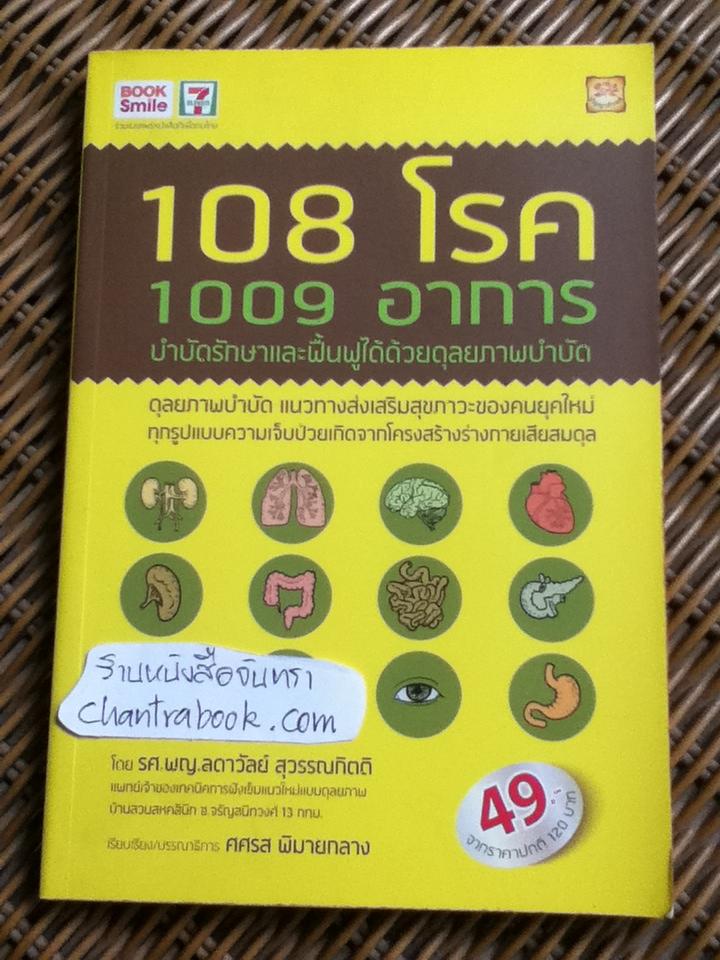 BOOK
Smile
7
ELEVEN
108 โรค
1009 อาการ
บำบัดรักษาและฟื้นฟูได้ด้วยดุลยภาพบำบัด
ดุลยภาพบำบัด แนวทางส่งเสริมสุขภาวะของคนยุคใหม่
ทุกรูปแบบความเจ็บป่วยเกิดจากโครงสร้างร่างกายเสียสมดุล
ร้านหนังสือจันทรา
chantrabook.com
โดย รศ.พญ.ลดาวัลย์ สุวรรณกิตติ
แพทย์เจ้าของเทคนิคการฝังเข็มแนวใหม่แบบดุลยภาพ
บ้านสวนสหคลินิก ซ.จรัญสนิทวงศ์ 13 กทม.
เรียบเรียง/บรรณาธิการ ศศรส พิมายกลาง
49.-
จากราคาปกติ 120 บาท